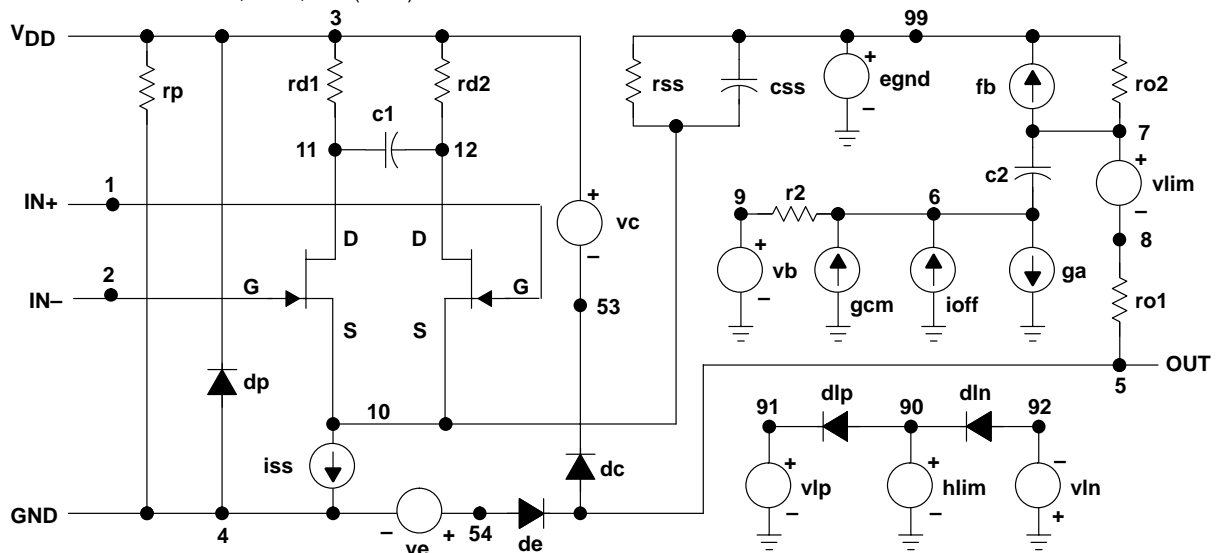 3
99
VDD
rp
rd1
rd2
rss
css
egnd
+
–
fb
ro2
c1
11
12
7
c2
+
vlim
–
8
1
IN+
2
IN–
D
D
G
G
S
S
+
vc
–
53
9
r2
6
+
vb
–
gcm
ioff
ga
ro1
OUT
5
dp
10
iss
dc
GND
4
–
ve
+
54
de
91
dlp
90
dln
92
+
vlp
–
+
hlim
–
–
vln
+